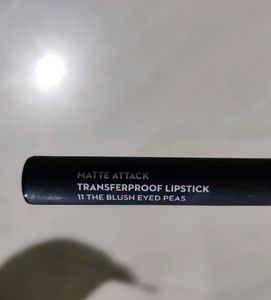 MATTE ATTACK
TRANSFERPROOF LIPSTICK
11 THE BLUSH EYED PEAS